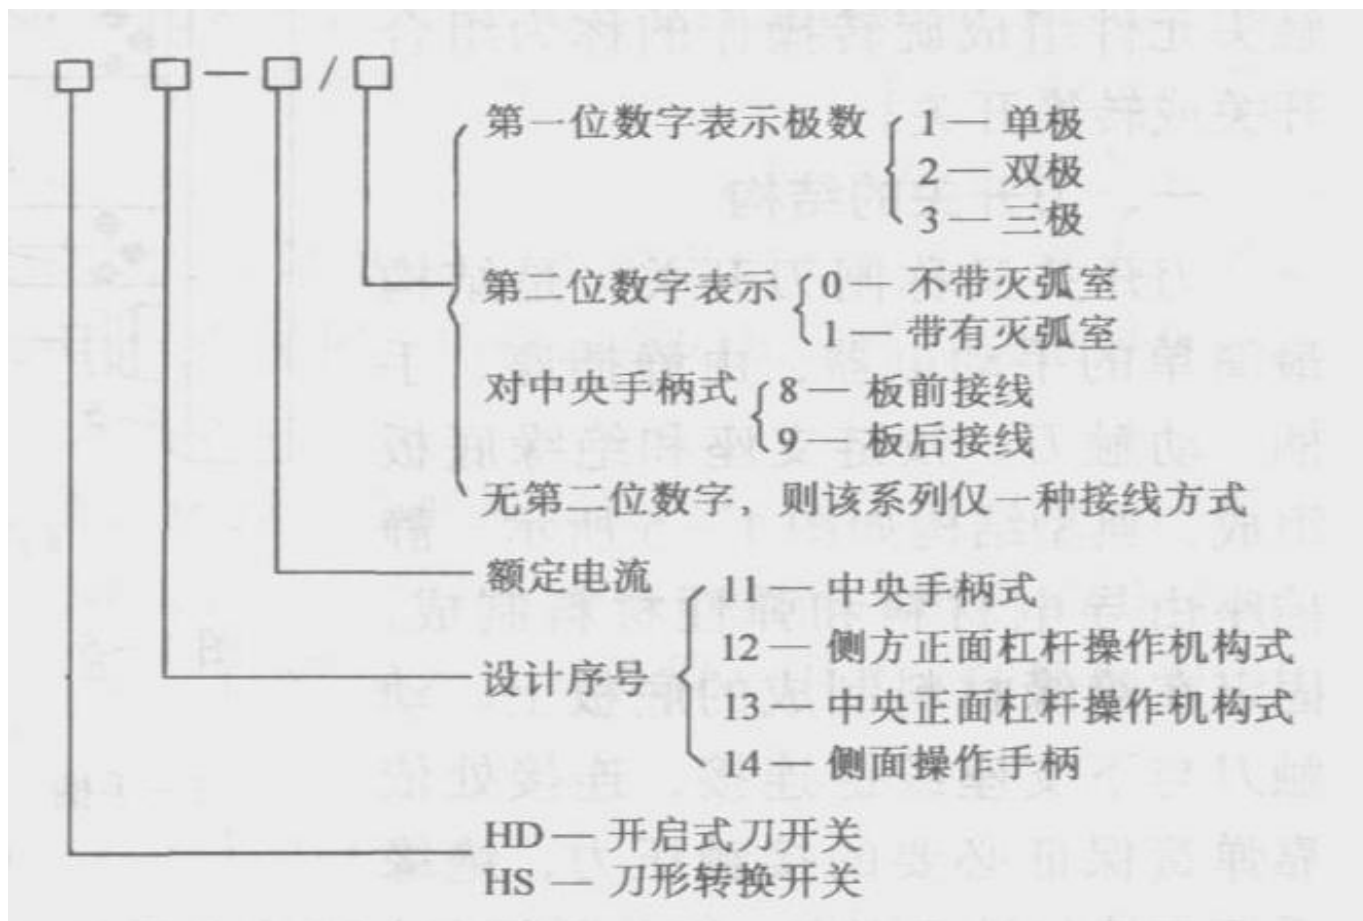 □ □—□/□
第一位数字表示极数
1—单极
2—双极
3—三极
第二位数字表示
0—不带灭弧室
1—带有灭弧室
对中央手柄式
8—板前接线
9—板后接线
无第二位数字，则该系列仅一种接线方式
额定电流
设计序号
11—中央手柄式
12—侧方正面杠杆操作机构式
13—中央正面杠杆操作机构式
14—侧面操作手柄
HD—开启式刀开关
HS—刀形转换开关